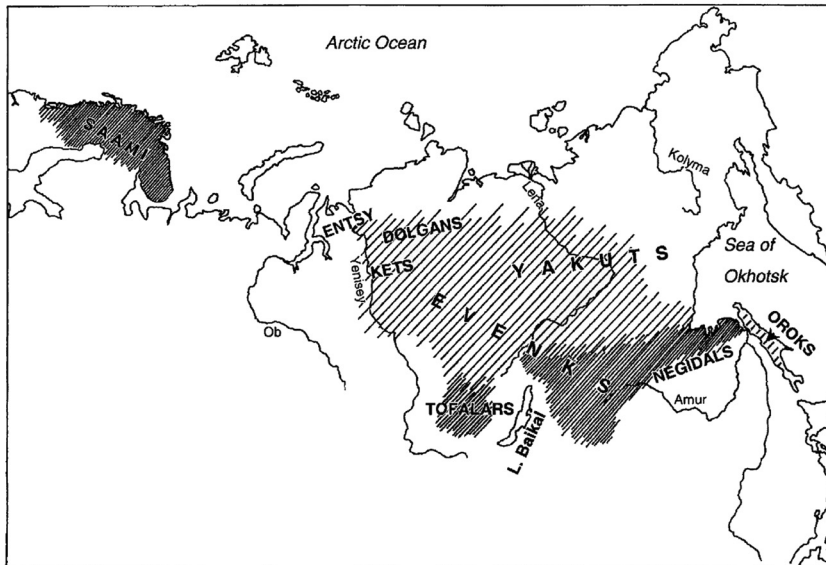 Arctic Ocean
SAAMI
Kolyma
Lena
ENTSY
DOLGANS
Sea of
Okhotsk
YAKUTS
KETS
Yenisey
EVENKS
Ob
OROKS
NEGIDALS
TOFALARS
Amur
L. Baikal